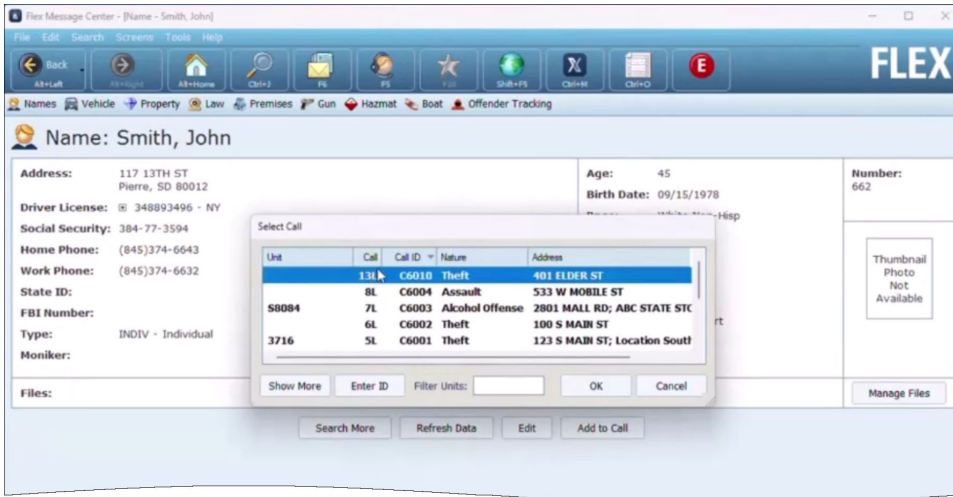 Flex Message Center - [Name - Smith, John]
File Edit Search Screens Tools Help
Back
Alt+Left Alt+Right Alt+Home Ctrl+J F6 F5 Shift+F5 Ctrl+M Ctrl+O
X E
FLEX
Names Vehicle Property Law Premises Gun Hazmat Boat Offender Tracking
Name: Smith, John
Address: 117 13TH ST
Pierre, SD 80012
Driver License: 348893496 - NY
Social Security: 384-77-3594
Home Phone: (845)374-6643
Work Phone: (845)374-6632
State ID:
FBI Number:
Type: INDIV - Individual
Moniker:
Files:
Age: 45
Birth Date: 09/15/1978
White Non-Hisp
rt
Number:
662
Thumbnail
Photo
Not
Available
Manage Files
Select Call
Unit Call Call ID Nature Address
13L C6010 Theft 401 ELDER ST
8L C6004 Assault 533 W MOBILE ST
S8084 7L C6003 Alcohol Offense 2801 MALL RD; ABC STATE STC
6L C6002 Theft 100 S MAIN ST
3716 5L C6001 Theft 123 S MAIN ST; Location South
Show More Enter ID Filter Units: OK Cancel
Search More Refresh Data Edit Add to Call